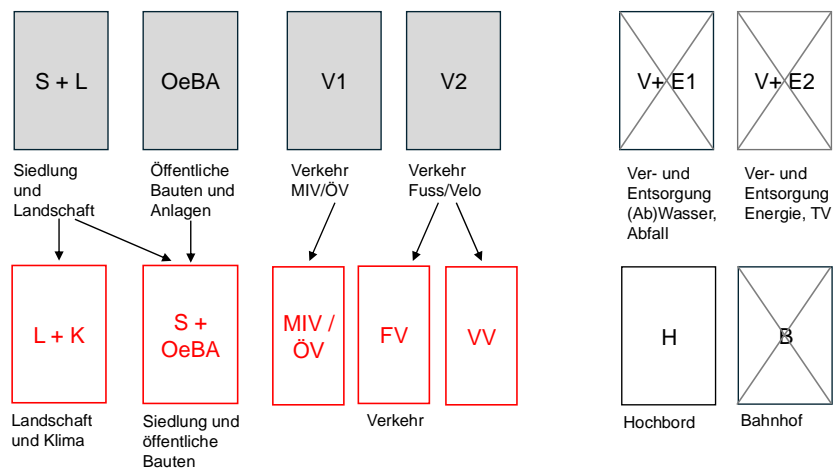 S + L
OeBA
V1
V2
V+ E1
V+ E2
Siedlung
und
Landschaft
Öffentliche
Bauten und
Anlagen
Verkehr
MIV/ÖV
Verkehr
Fuss/Velo
Ver- und
Entsorgung
(Ab)Wasser,
Abfall
Ver- und
Entsorgung
Energie, TV
L + K
S +
OeBA
MIV /
ÖV
FV
VV
H
B
Landschaft
und Klima
Siedlung und
öffentliche
Bauten
Verkehr
Hochbord
Bahnhof